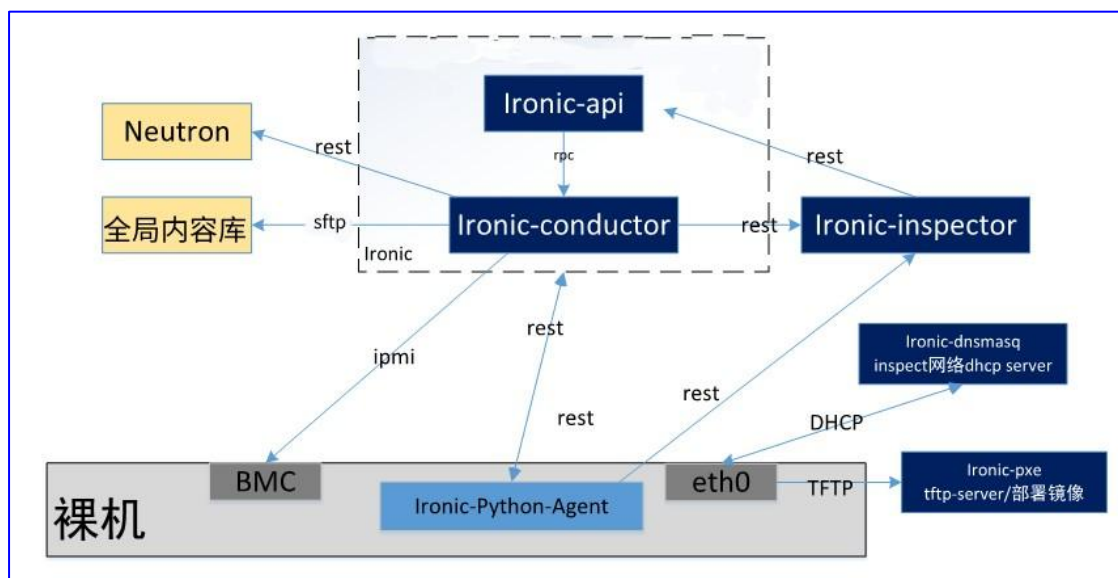 Ironic-api
Neutron
rest
rpc
rest
全局内容库
sftp
Ironic-conductor
rest
Ironic-inspector
Ironic
rest
ipmi
Ironic-dnsmasq
inspect网络dhcp server
rest
rest
DHCP
BMC
eth0
TFTP
Ironic-pxe
tftp-server/部署镜像
Ironic-Python-Agent
裸机